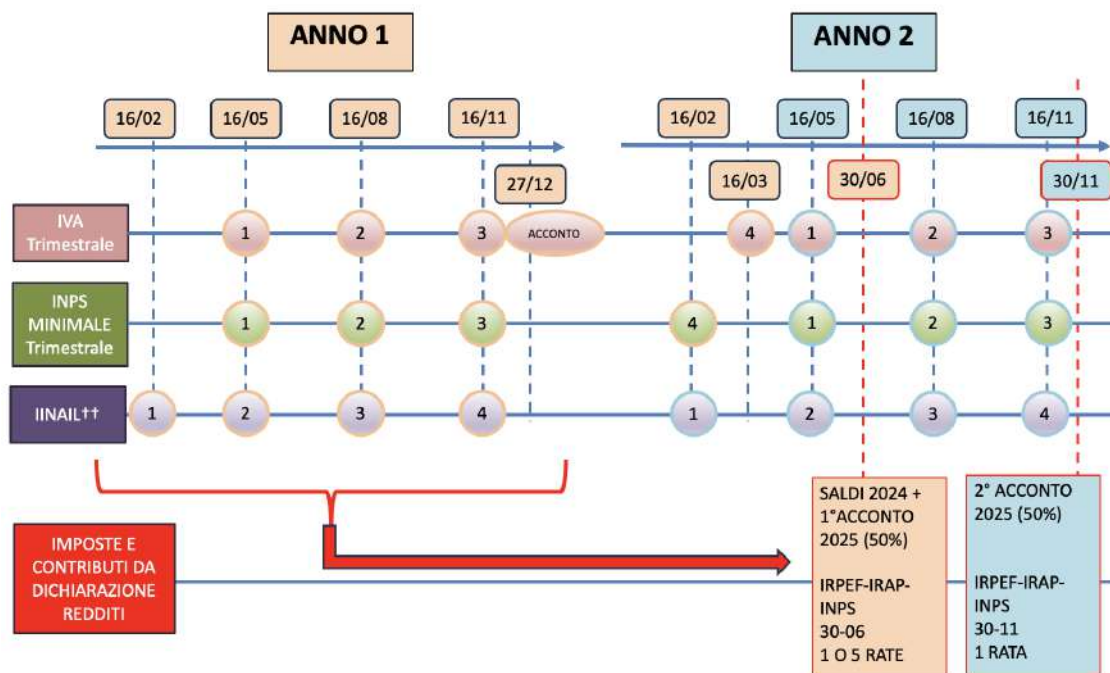 ANNO 1
ANNO 2
16/02
16/05
16/08
16/11
16/02
16/05
16/08
16/11
27/12
16/03
30/06
30/11
IVA
Trimestrale
1
2
3
ACCONTO
4
1
2
3
INPS
MINIMALE
Trimestrale
1
2
3
4
1
2
3
IINAIL††
1
2
3
4
1
2
3
4
IMPOSTE E
CONTRIBUTI DA
DICHIARAZIONE
REDDITI
SALDI 2024 +
1°ACCONTO
2025 (50%)
IRPEF-IRAP-
INPS
30-06
1 O 5 RATE
2° ACCONTO
2025 (50%)
IRPEF-IRAP-
INPS
30-11
1 RATA